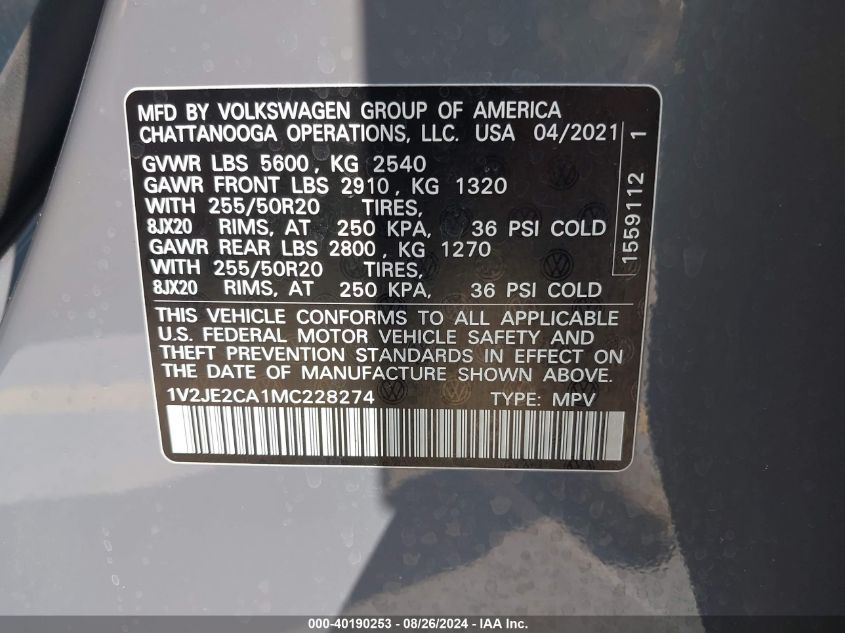 MFD BY VOLKSWAGEN GROUP OF AMERICA
CHATTANOOGA OPERATIONS, LLC. USA 04/2021
GVWR LBS 5600, KG 2540
GAWR FRONT LBS 2910, KG 1320
WITH 255/50R20 TIRES,
8JX20 RIMS, AT 250 KPA, 36 PSI COLD
GAWR REAR LBS 2800, KG 1270
WITH 255/50R20 TIRES,
8JX20 RIMS, AT 250 KPA, 36 PSI COLD
THIS VEHICLE CONFORMS TO ALL APPLICABLE
U.S. FEDERAL MOTOR VEHICLE SAFETY AND
THEFT PREVENTION STANDARDS IN EFFECT ON
THE DATE OF MANUFACTURE SHOWN ABOVE.
1V2JE2CA1MC228274 TYPE: MPV
1559112 1
000-40190253 - 08/26/2024 - IAA Inc.